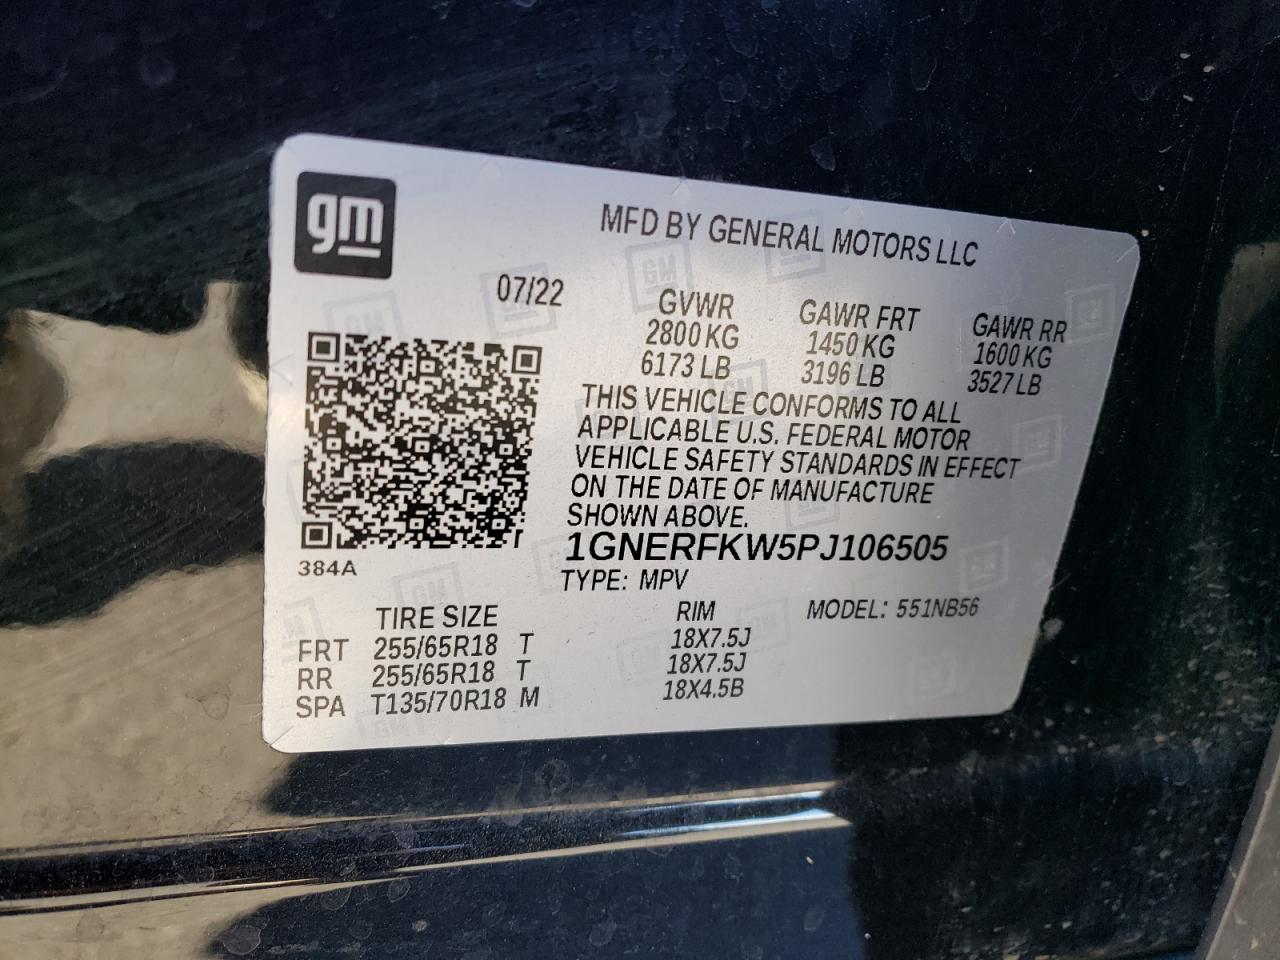 gm
MFD BY GENERAL MOTORS LLC
07/22
GVWR GAWR FRT GAWR RR
2800 KG 1450 KG 1600 KG
6173 LB 3196 LB 3527 LB
THIS VEHICLE CONFORMS TO ALL
APPLICABLE U.S. FEDERAL MOTOR
VEHICLE SAFETY STANDARDS IN EFFECT
ON THE DATE OF MANUFACTURE
SHOWN ABOVE.
1GNERFKW5PJ106505
384A
TYPE: MPV
TIRE SIZE RIM MODEL: 551NB56
FRT 255/65R18 T 18X7.5J
RR 255/65R18 T 18X7.5J
SPA T135/70R18 M 18X4.5B